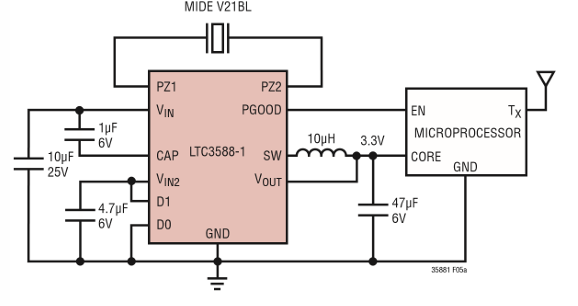 MIDE V21BL
PZ1
PZ2
VIN
PGOOD
EN
TX
1µF
6V
10µH
3.3V
MICROPROCESSOR
10µF
25V
CAP
LTC3588-1
SW
CORE
GND
VIN2
VOUT
4.7µF
6V
D1
47µF
6V
D0
GND
35881 F05a